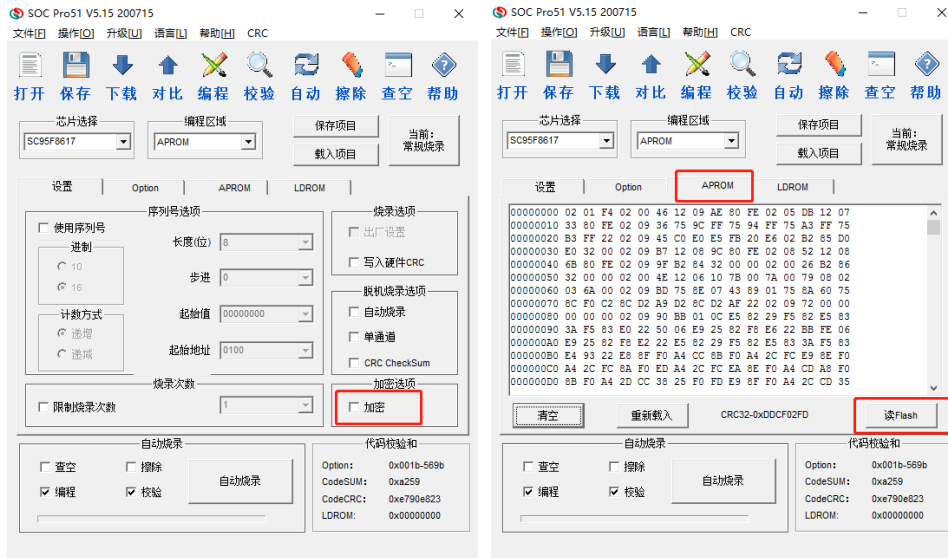 SOC Pro51 V5.15 200715
文件[F] 操作[O] 升级[U] 语言[L] 帮助[H] CRC
打开 保存 下载 对比 编程 校验 自动 擦除 查空 帮助
芯片选择 编程区域 保存项目 当前:
SC95F8617 APROM 载入项目 常规烧录
设置 Option APROM LDROM
序列号选项 烧录选项
使用序列号 出厂设置
进制 长度(位) 8
10 写入硬件CRC
16 步进 0
脱机烧录选项
计数方式 起始值 00000000 自动烧录
递增 单通道
递减 起始地址 0100 CRC CheckSum
烧录次数 加密选项
限制烧录次数 1 加密
自动烧录 代码校验和
查空 擦除 自动烧录 Option: 0x001b-569b
编程 校验 CodeSUM: 0xa259
CodeCRC: 0xe790e823
LDROM: 0x00000000
SOC Pro51 V5.15 200715
文件[F] 操作[O] 升级[U] 语言[L] 帮助[H] CRC
打开 保存 下载 对比 编程 校验 自动 擦除 查空 帮助
芯片选择 编程区域 保存项目 当前:
SC95F8617 APROM 载入项目 常规烧录
设置 Option APROM LDROM
00000000 02 01 F4 02 00 46 12 09 AE 80 FE 02 05 DB 12 07
00000010 33 80 FE 02 09 36 75 9C FF 75 94 FF 75 A3 FF 75
00000020 B3 FF 22 02 09 45 C0 E0 E5 FB 20 E6 02 B2 85 D0
00000030 E0 32 00 02 09 B7 12 08 9C 80 FE 02 08 52 12 08
00000040 6B 80 FE 02 09 9F B2 84 32 00 00 02 00 26 B2 86
00000050 32 00 00 02 00 4E 12 06 10 7B 00 7A 00 79 08 02
00000060 03 6A 00 02 09 BD 75 8E 07 43 89 01 75 8A 60 75
00000070 8C F0 C2 8C D2 A9 D2 8C D2 AF 22 02 09 72 00 00
00000080 00 00 00 02 09 90 BB 01 0C E5 82 29 F5 82 E5 83
00000090 3A F5 83 E0 22 50 06 E9 25 82 F8 E6 22 BB FE 06
000000A0 E9 25 82 F8 E2 22 E5 82 29 F5 82 E5 83 3A F5 83
000000B0 E4 93 22 E8 8F F0 A4 CC 8B F0 A4 2C FC E9 8E F0
000000C0 A4 2C FC 8A F0 ED A4 2C FC EA 8E F0 A4 CD A8 F0
000000D0 8B F0 A4 2D CC 38 25 F0 FD E9 8F F0 A4 2C CD 35
清空 重新载入 CRC32-0xDDCF02FD 读Flash
自动烧录 代码校验和
查空 擦除 自动烧录 Option: 0x001b-569b
编程 校验 CodeSUM: 0xa259
CodeCRC: 0xe790e823
LDROM: 0x00000000